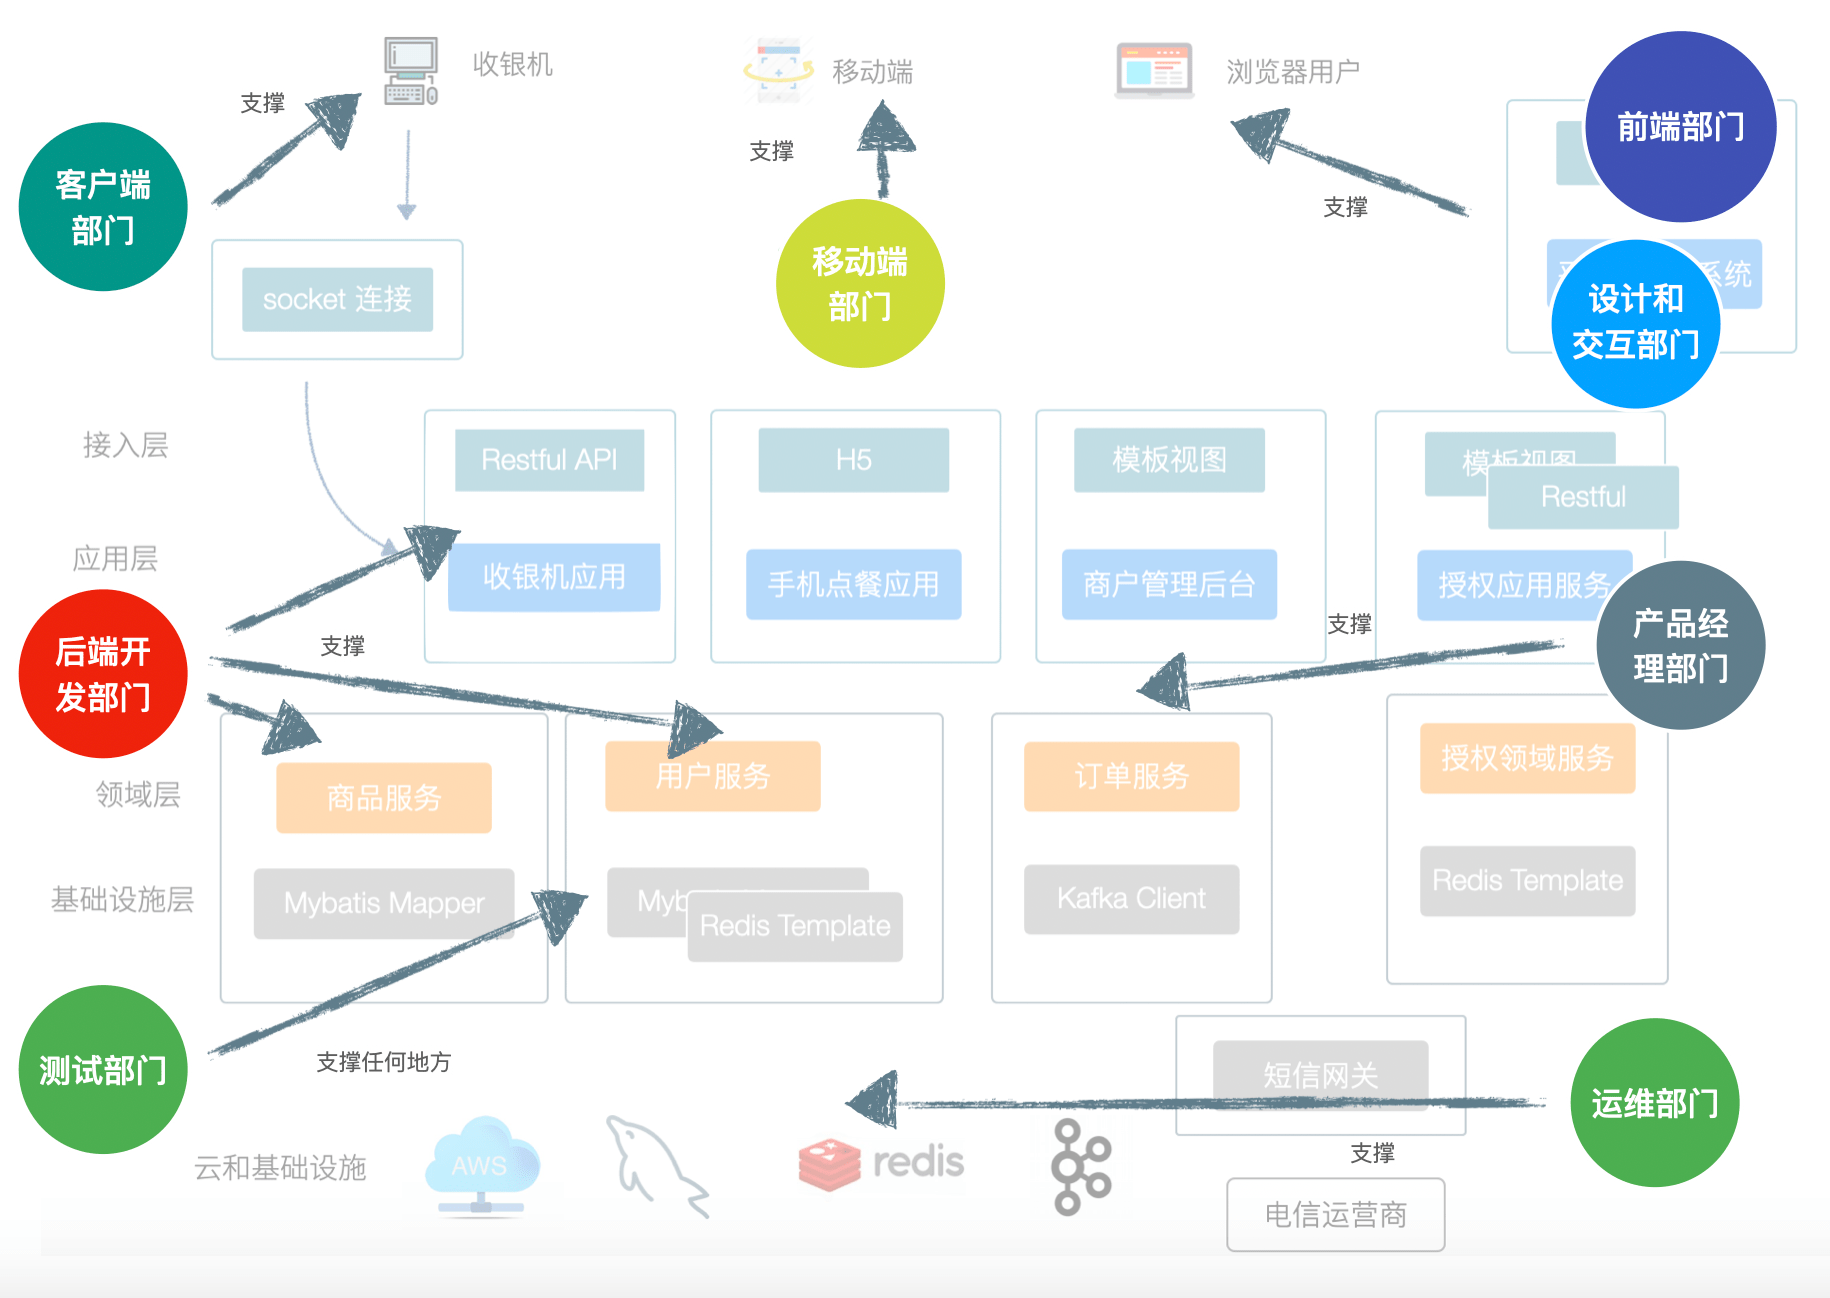 收银机
移动端
浏览器用户
支撑
前端部门
支撑
客户端
部门
支撑
移动端
部门
系统
socket 连接
设计和
交互部门
接入层
Restful API
H5
模板视图
模板视图
Restful
应用层
收银机应用
手机点餐应用
商户管理后台
授权应用服务
支撑
后端开
发部门
支撑
产品经
理部门
领域层
商品服务
用户服务
订单服务
授权领域服务
基础设施层
Mybatis Mapper
Redis Template
Kafka Client
Redis Template
测试部门
支撑任何地方
短信网关
运维部门
支撑
云和基础设施
AWS
redis
电信运营商